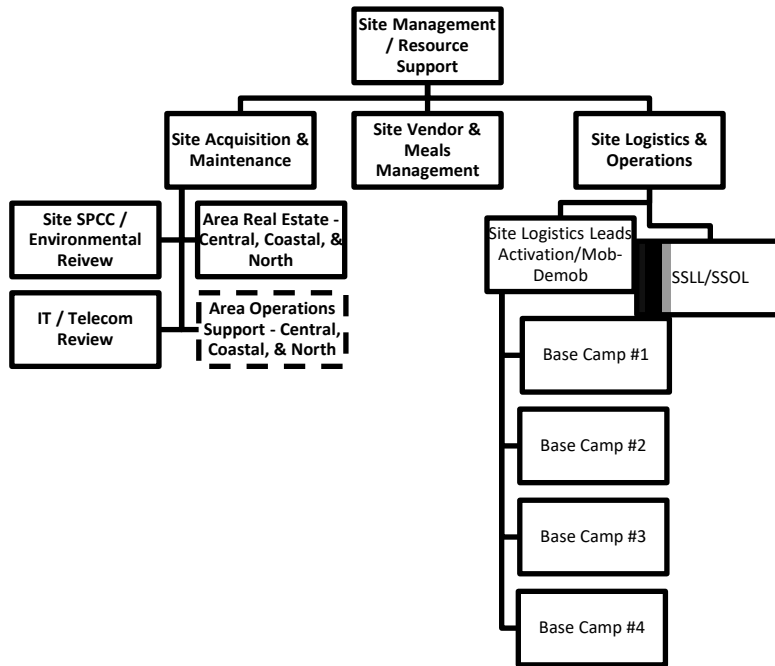 Site Management
/ Resource
Support
Site Acquisition &
Maintenance
Site Vendor &
Meals
Management
Site Logistics &
Operations
Site SPCC /
Environmental
Reivew
Area Real Estate -
Central, Coastal, &
North
IT / Telecom
Review
Area Operations
Support - Central,
Coastal, & North
Site Logistics Leads
Activation/Mob-
Demob
SSLL/SSOL
Base Camp #1
Base Camp #2
Base Camp #3
Base Camp #4